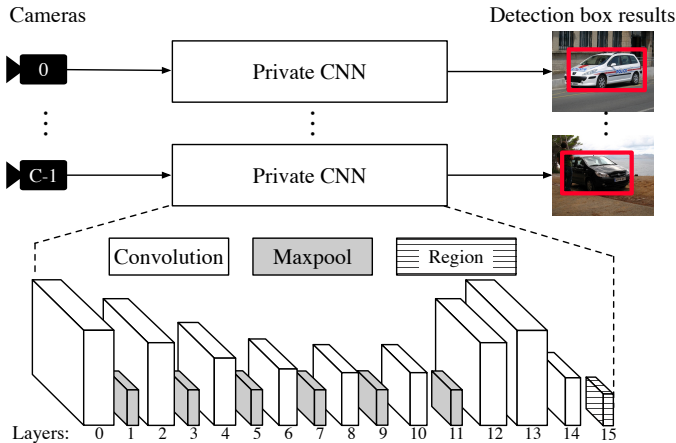 Cameras
Detection box results
0
Private CNN
C-1
Private CNN
Convolution
Maxpool
Region
Layers: 0 1 2 3 4 5 6 7 8 9 10 11 12 13 14 15